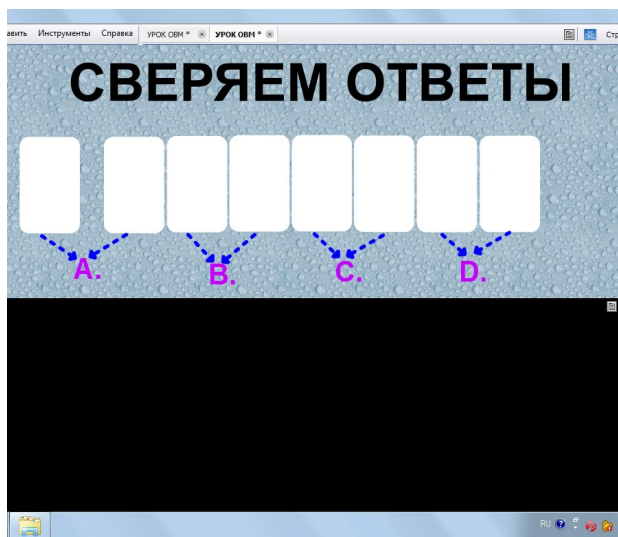 авить Инструменты Справка УРОК ОВМ * УРОК ОВМ * Стр
СВЕРЯЕМ ОТВЕТЫ
A. B. C. D.
RU